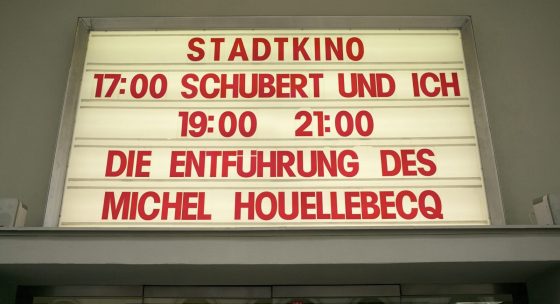 STADTKINO
17:00 SCHUBERT UND ICH
19:00 21:00
DIE ENTFÜHRUNG DES
MICHEL HOUELLEBECQ